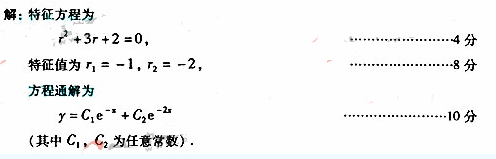 解: 特征方程为
r² + 3r + 2 = 0, ……………………4 分
特征值为 r₁ = −1, r₂ = −2, ……………………8 分
方程通解为
y = C₁e⁻ˣ + C₂e⁻²ˣ ……………………10 分
(其中 C₁, C₂ 为任意常数).